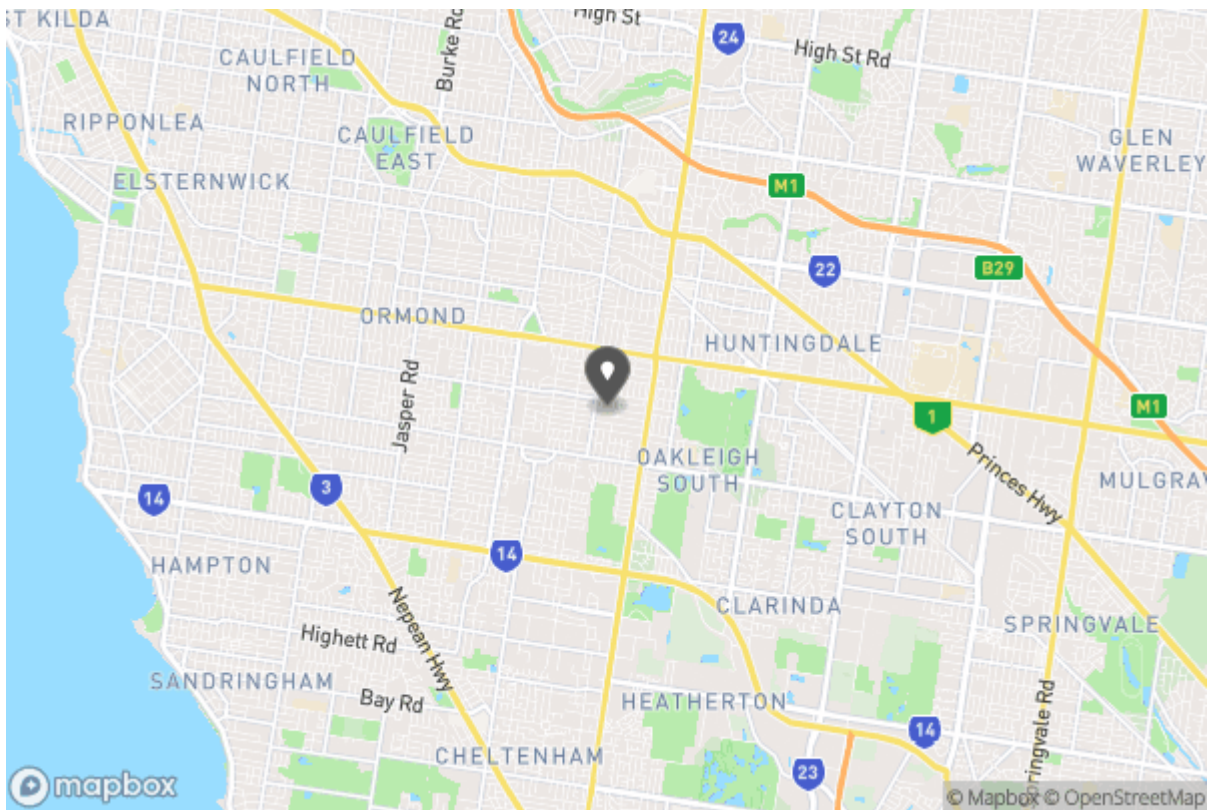 ST KILDA
High St
Burke Rd
24
High St Rd
CAULFIELD
NORTH
RIPPONLEA
CAULFIELD
EAST
GLEN
WAVERLEY
ELSTERNWICK
M1
22
B29
ORMOND
HUNTINGDALE
Jasper Rd
M1
1
OAKLEIGH
SOUTH
Princes Hwy
MULGRAV
3
14
CLAYTON
SOUTH
14
HAMPTON
Nepean Hwy
CLARINDA
SPRINGVALE
Highett Rd
SANDRINGHAM
Bay Rd
HEATHERTON
Springvale Rd
14
CHELTENHAM
23
mapbox
© Mapbox © OpenStreetMap